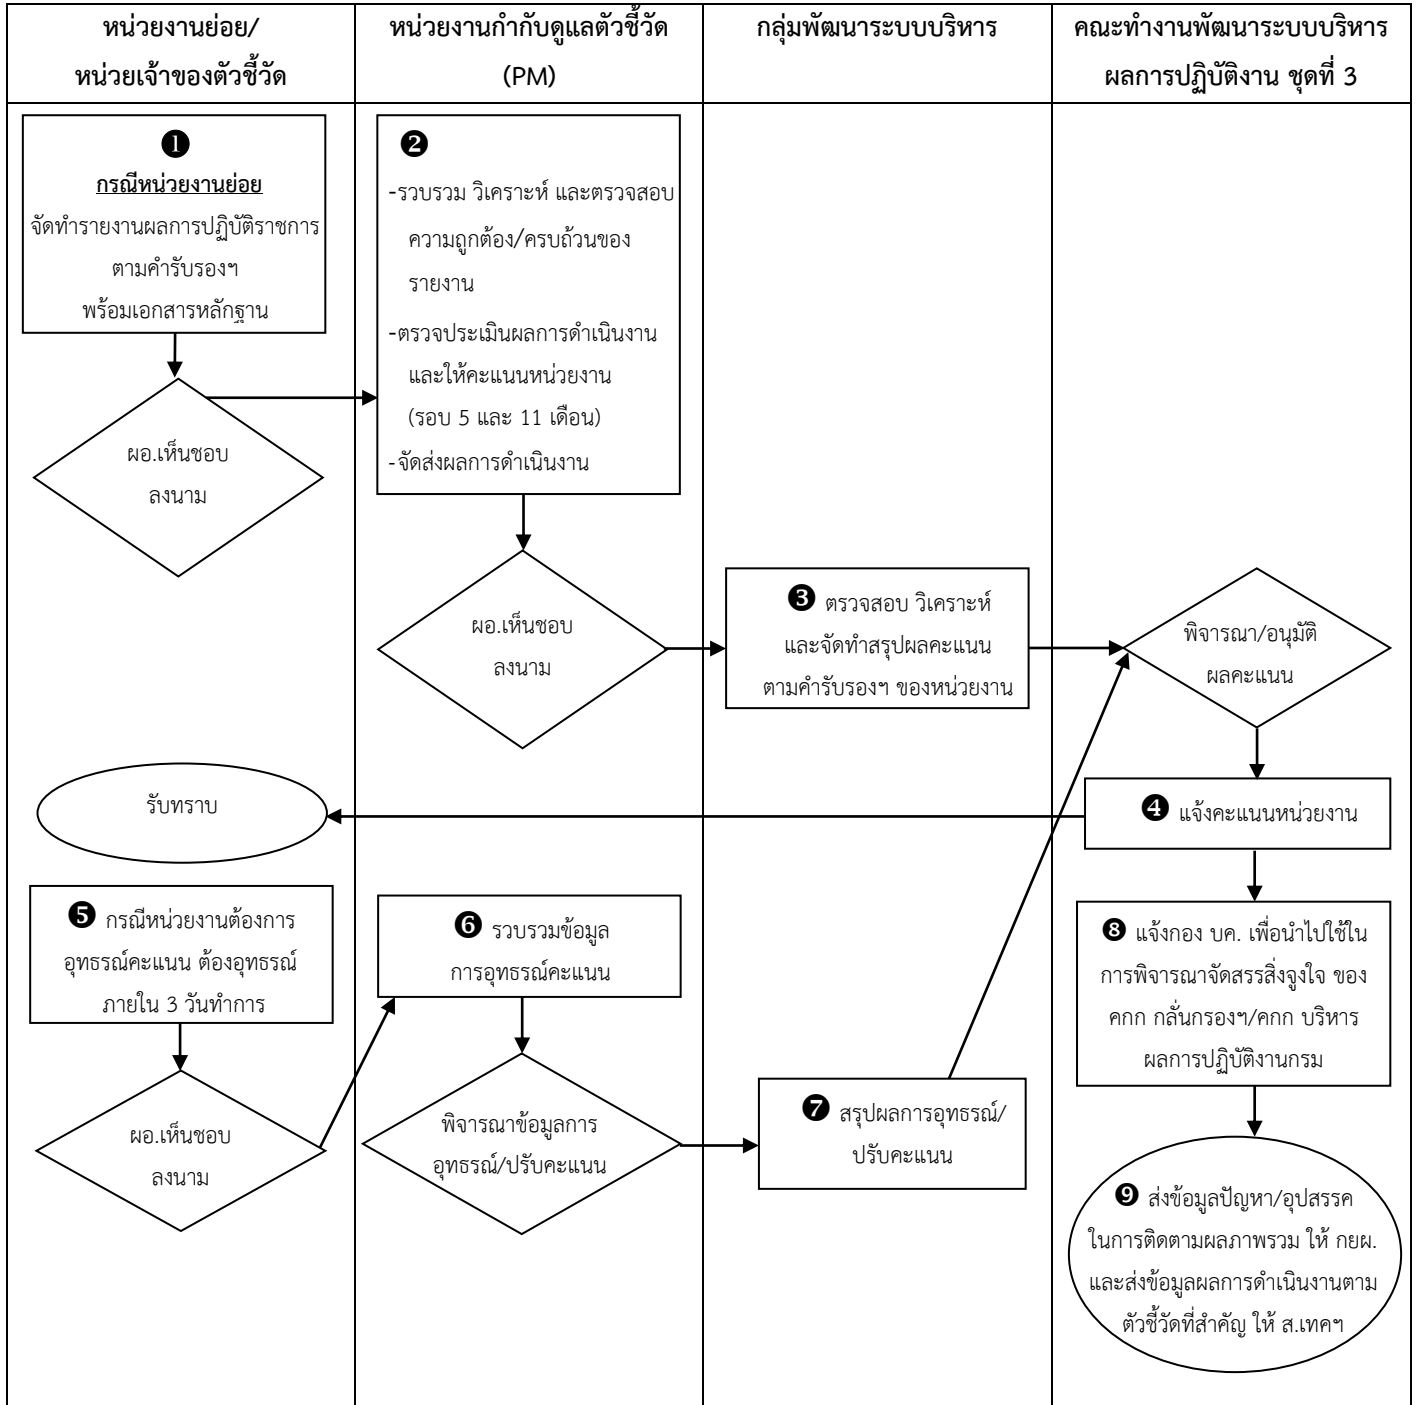 หน่วยงานย่อย/
หน่วยเจ้าของตัวชี้วัด
หน่วยงานกำกับดูแลตัวชี้วัด
(PM)
กลุ่มพัฒนาระบบบริหาร
คณะทำงานพัฒนาระบบบริหาร
ผลการปฏิบัติงาน ชุดที่ 3
❶
กรณีหน่วยงานย่อย
จัดทำรายงานผลการปฏิบัติราชการ
ตามคำรับรองฯ
พร้อมเอกสารหลักฐาน
ผอ.เห็นชอบ
ลงนาม
❷
-รวบรวม วิเคราะห์ และตรวจสอบ
ความถูกต้อง/ครบถ้วนของ
รายงาน
-ตรวจประเมินผลการดำเนินงาน
และให้คะแนนหน่วยงาน
(รอบ 5 และ 11 เดือน)
-จัดส่งผลการดำเนินงาน
ผอ.เห็นชอบ
ลงนาม
❸ ตรวจสอบ วิเคราะห์
และจัดทำสรุปผลคะแนน
ตามคำรับรองฯ ของหน่วยงาน
พิจารณา/อนุมัติ
ผลคะแนน
❹ แจ้งคะแนนหน่วยงาน
รับทราบ
❺ กรณีหน่วยงานต้องการ
อุทธรณ์คะแนน ต้องอุทธรณ์
ภายใน 3 วันทำการ
ผอ.เห็นชอบ
ลงนาม
❻ รวบรวมข้อมูล
การอุทธรณ์คะแนน
พิจารณาข้อมูลการ
อุทธรณ์/ปรับคะแนน
❼ สรุปผลการอุทธรณ์/
ปรับคะแนน
❽ แจ้งกอง บค. เพื่อนำไปใช้ใน
การพิจารณาจัดสรรสิ่งจูงใจ ของ
คกก กลั่นกรองฯ/คกก บริหาร
ผลการปฏิบัติงานกรม
❾ ส่งข้อมูลปัญหา/อุปสรรค
ในการติดตามผลภาพรวม ให้ กยผ.
และส่งข้อมูลผลการดำเนินงานตาม
ตัวชี้วัดที่สำคัญ ให้ ส.เทคฯ